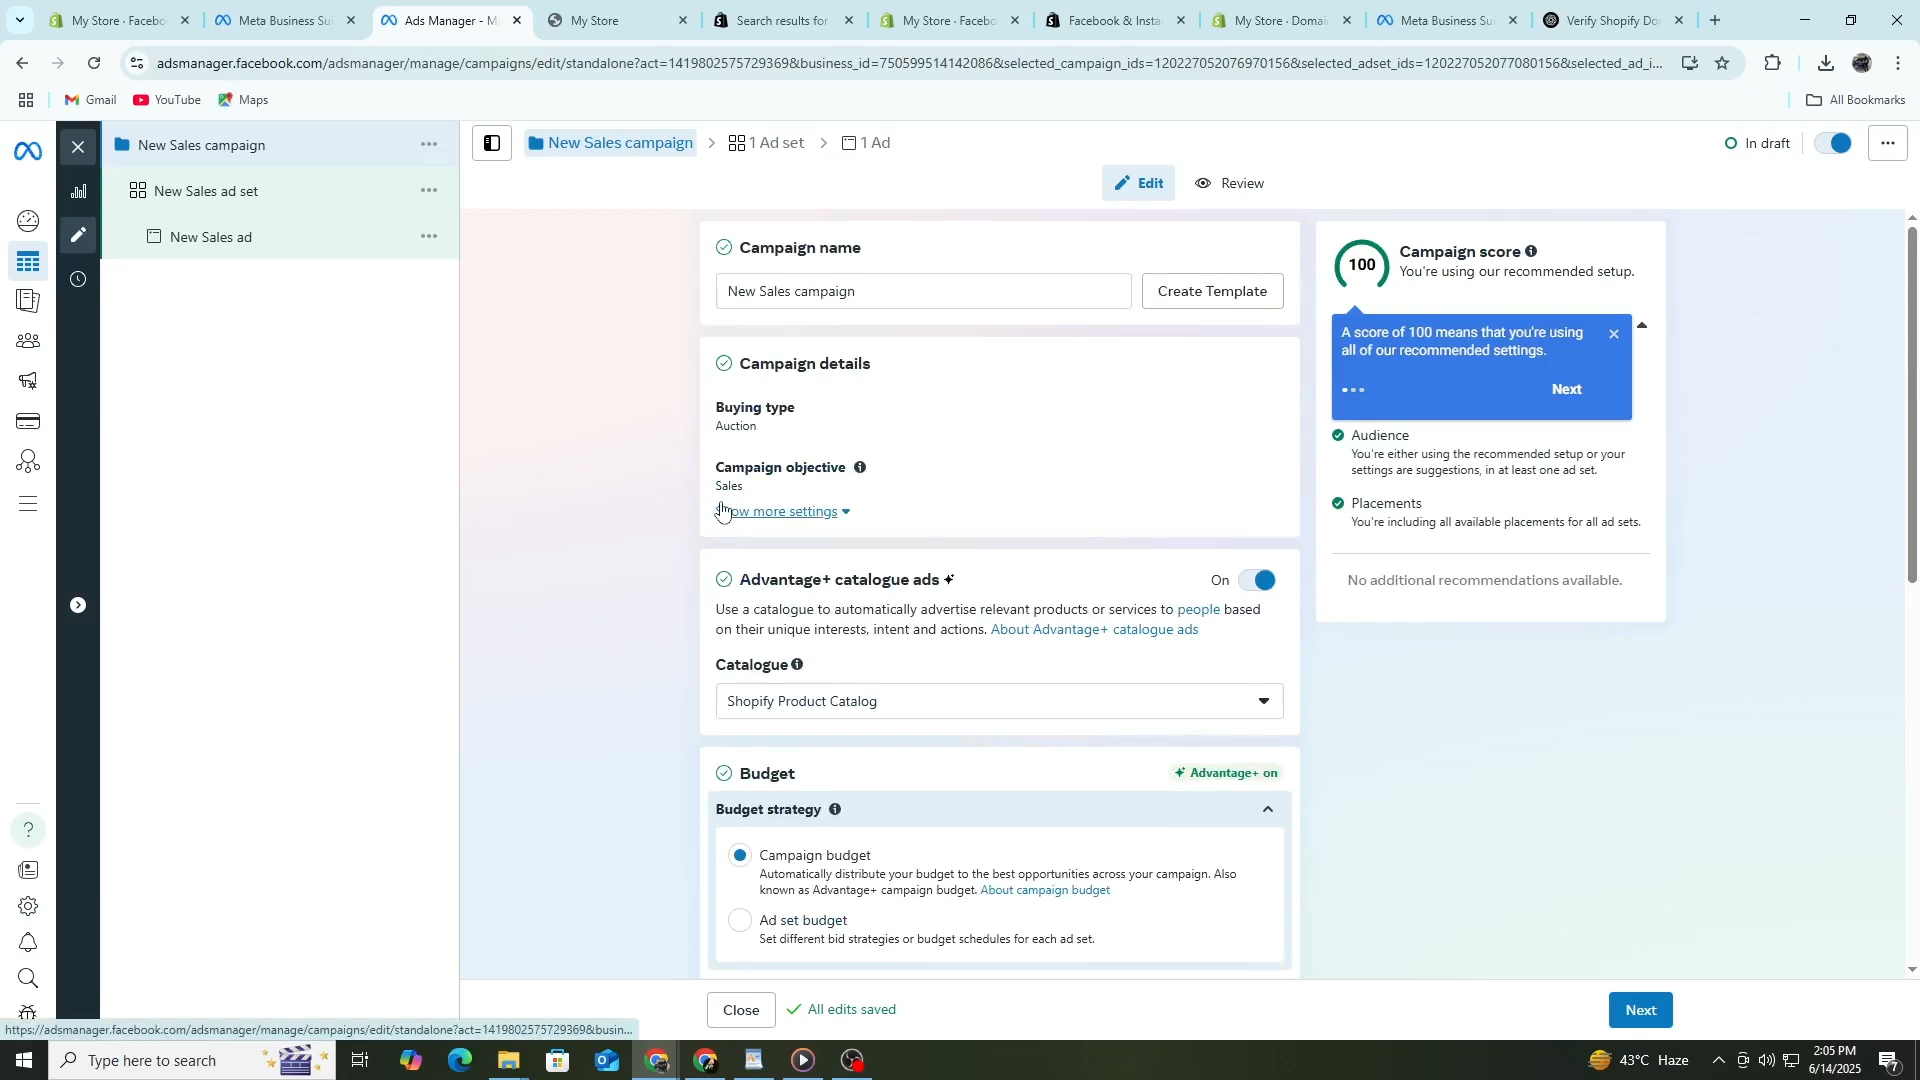 My Store · Facebo
Meta Business Su
Ads Manager - M
My Store
Search results for
My Store · Facebo
Facebook & Insta
My Store · Domai
Meta Business Su
Verify Shopify Do
adsmanager.facebook.com/adsmanager/manage/campaigns/edit/standalone?act=1419802575729369&business_id=750599514142086&selected_campaign_ids=120227052076970156&selected_adset_ids=120227052077080156&selected_ad_i...
Gmail
YouTube
Maps
All Bookmarks
New Sales campaign
New Sales ad set
New Sales ad
New Sales campaign
1 Ad set
1 Ad
In draft
Edit
Review
Campaign name
New Sales campaign
Create Template
Campaign details
Buying type
Auction
Campaign objective
Sales
ow more settings
Advantage+ catalogue ads
On
Use a catalogue to automatically advertise relevant products or services to people based
on their unique interests, intent and actions. About Advantage+ catalogue ads
Catalogue
Shopify Product Catalog
Budget
Advantage+ on
Budget strategy
Campaign budget
Automatically distribute your budget to the best opportunities across your campaign. Also
known as Advantage+ campaign budget. About campaign budget
Ad set budget
Set different bid strategies or budget schedules for each ad set.
100
Campaign score
You're using our recommended setup.
A score of 100 means that you're using
all of our recommended settings.
Next
Audience
You're either using the recommended setup or your
settings are suggestions, in at least one ad set.
Placements
You're including all available placements for all ad sets.
No additional recommendations available.
Close
All edits saved
Next
https://adsmanager.facebook.com/adsmanager/manage/campaigns/edit/standalone?act=1419802575729369&busin...
Type here to search
43°C Haze
2:05 PM
6/14/2025
7